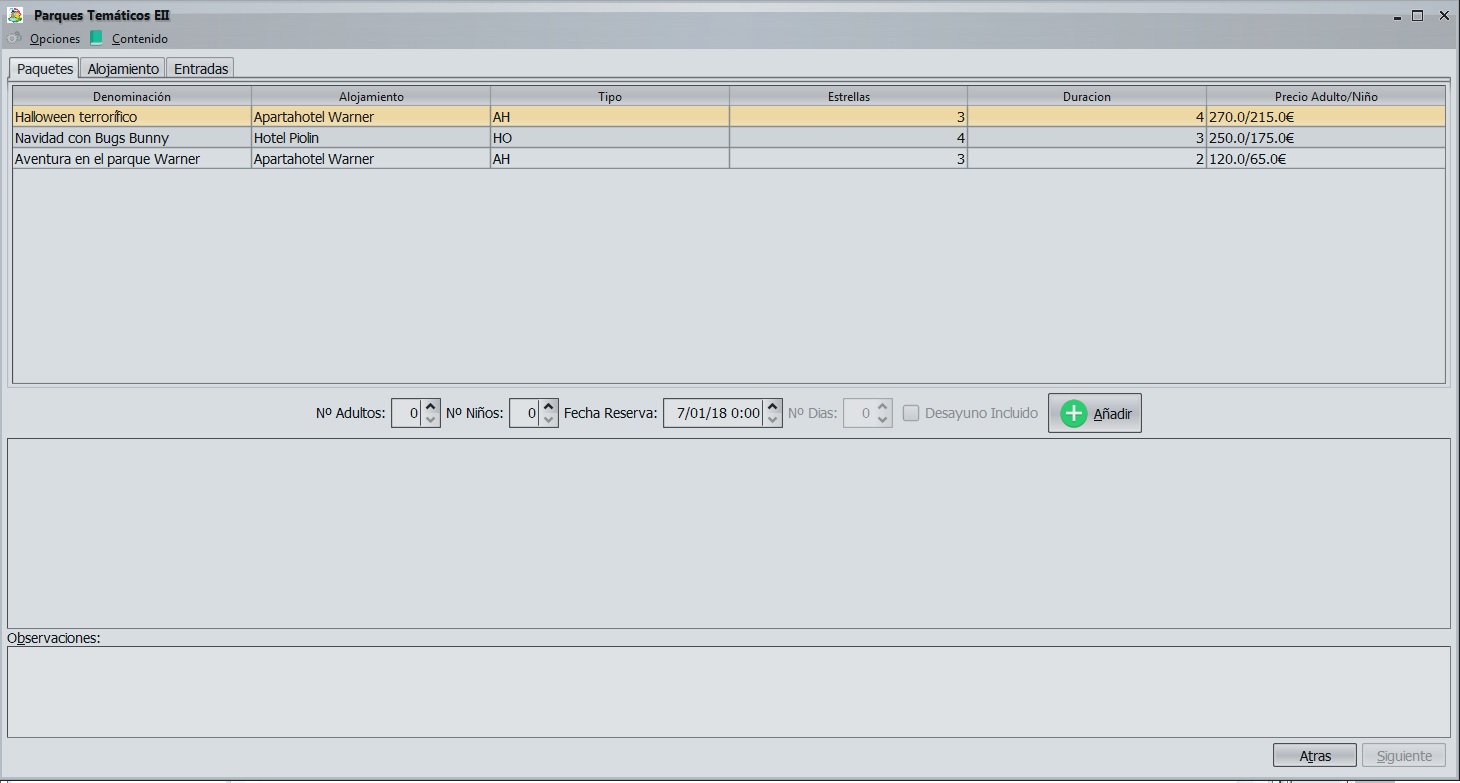 Parques Temáticos EII
Opciones Contenido
Paquetes Alojamiento Entradas
Denominación Alojamiento Tipo Estrellas Duracion Precio Adulto/Niño
Halloween terrorífico Apartahotel Warner AH 3 4 270.0/215.0€
Navidad con Bugs Bunny Hotel Piolin HO 4 3 250.0/175.0€
Aventura en el parque Warner Apartahotel Warner AH 3 2 120.0/65.0€
Nº Adultos: 0 Nº Niños: 0 Fecha Reserva: 7/01/18 0:00 Nº Dias: 0 Desayuno Incluido Añadir
Observaciones:
Atras Siguiente